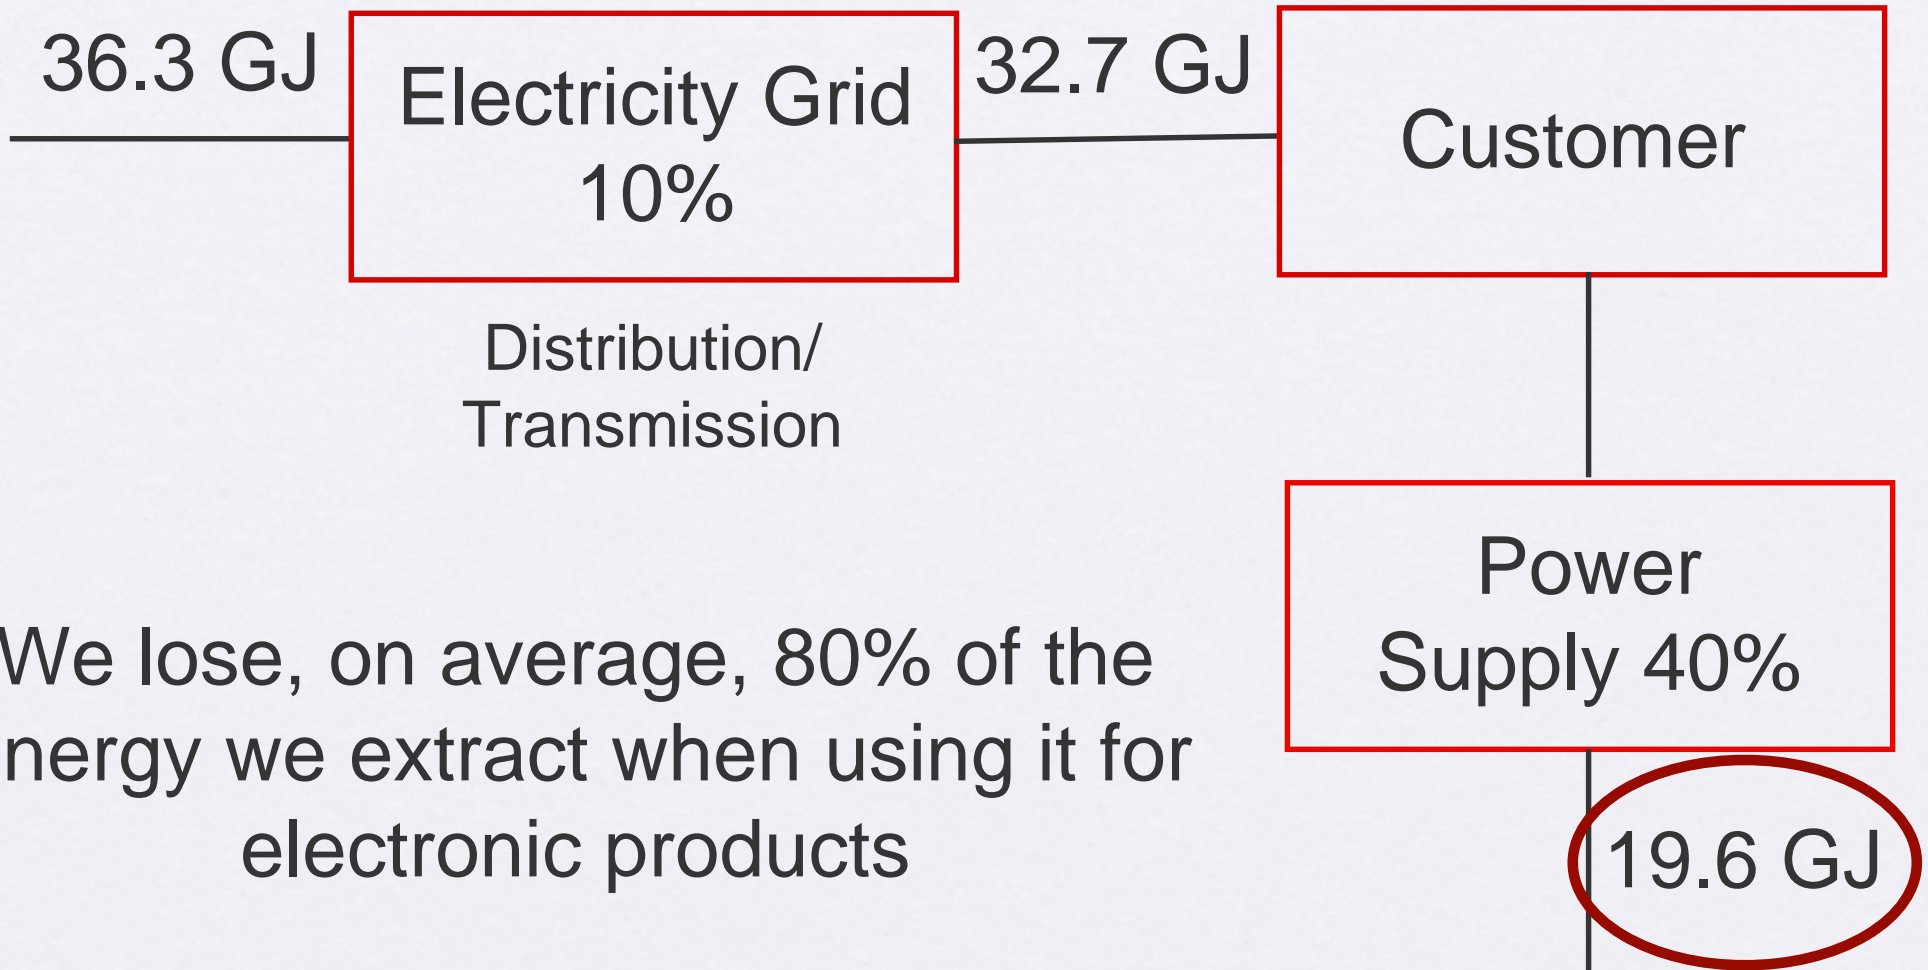 36.3 GJ
Electricity Grid
10%
32.7 GJ
Customer
Distribution/
Transmission
Power
Supply 40%
We lose, on average, 80% of the
nergy we extract when using it for
electronic products
19.6 GJ